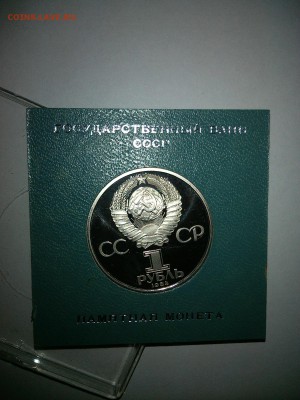 ГОСУДАРСТВЕННЫЙ БАНК
СССР
СС СР
1
РУБЛЬ
ПАМЯТНАЯ МОНЕТА